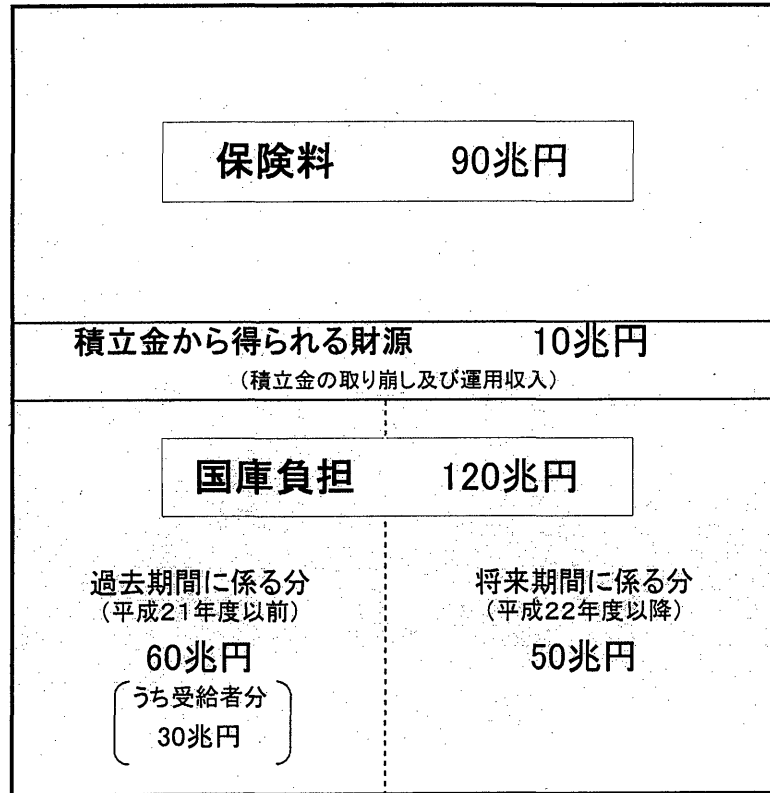 保険料 90兆円
積立金から得られる財源 10兆円
(積立金の取り崩し及び運用収入)
国庫負担 120兆円
過去期間に係る分
(平成21年度以前)
60兆円
うち受給者分
30兆円
将来期間に係る分
(平成22年度以降)
50兆円